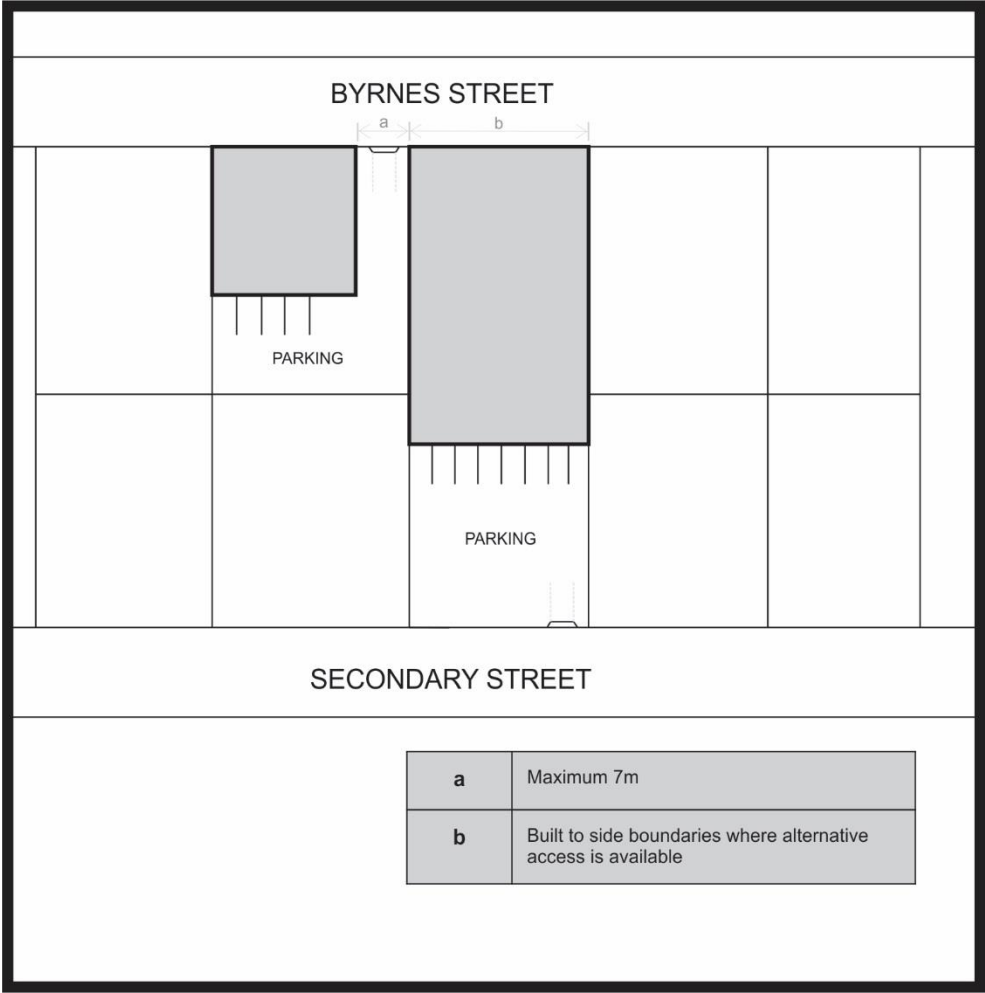 BYRNES STREET
a
b
PARKING
PARKING
SECONDARY STREET
a
Maximum 7m
b
Built to side boundaries where alternative
access is available